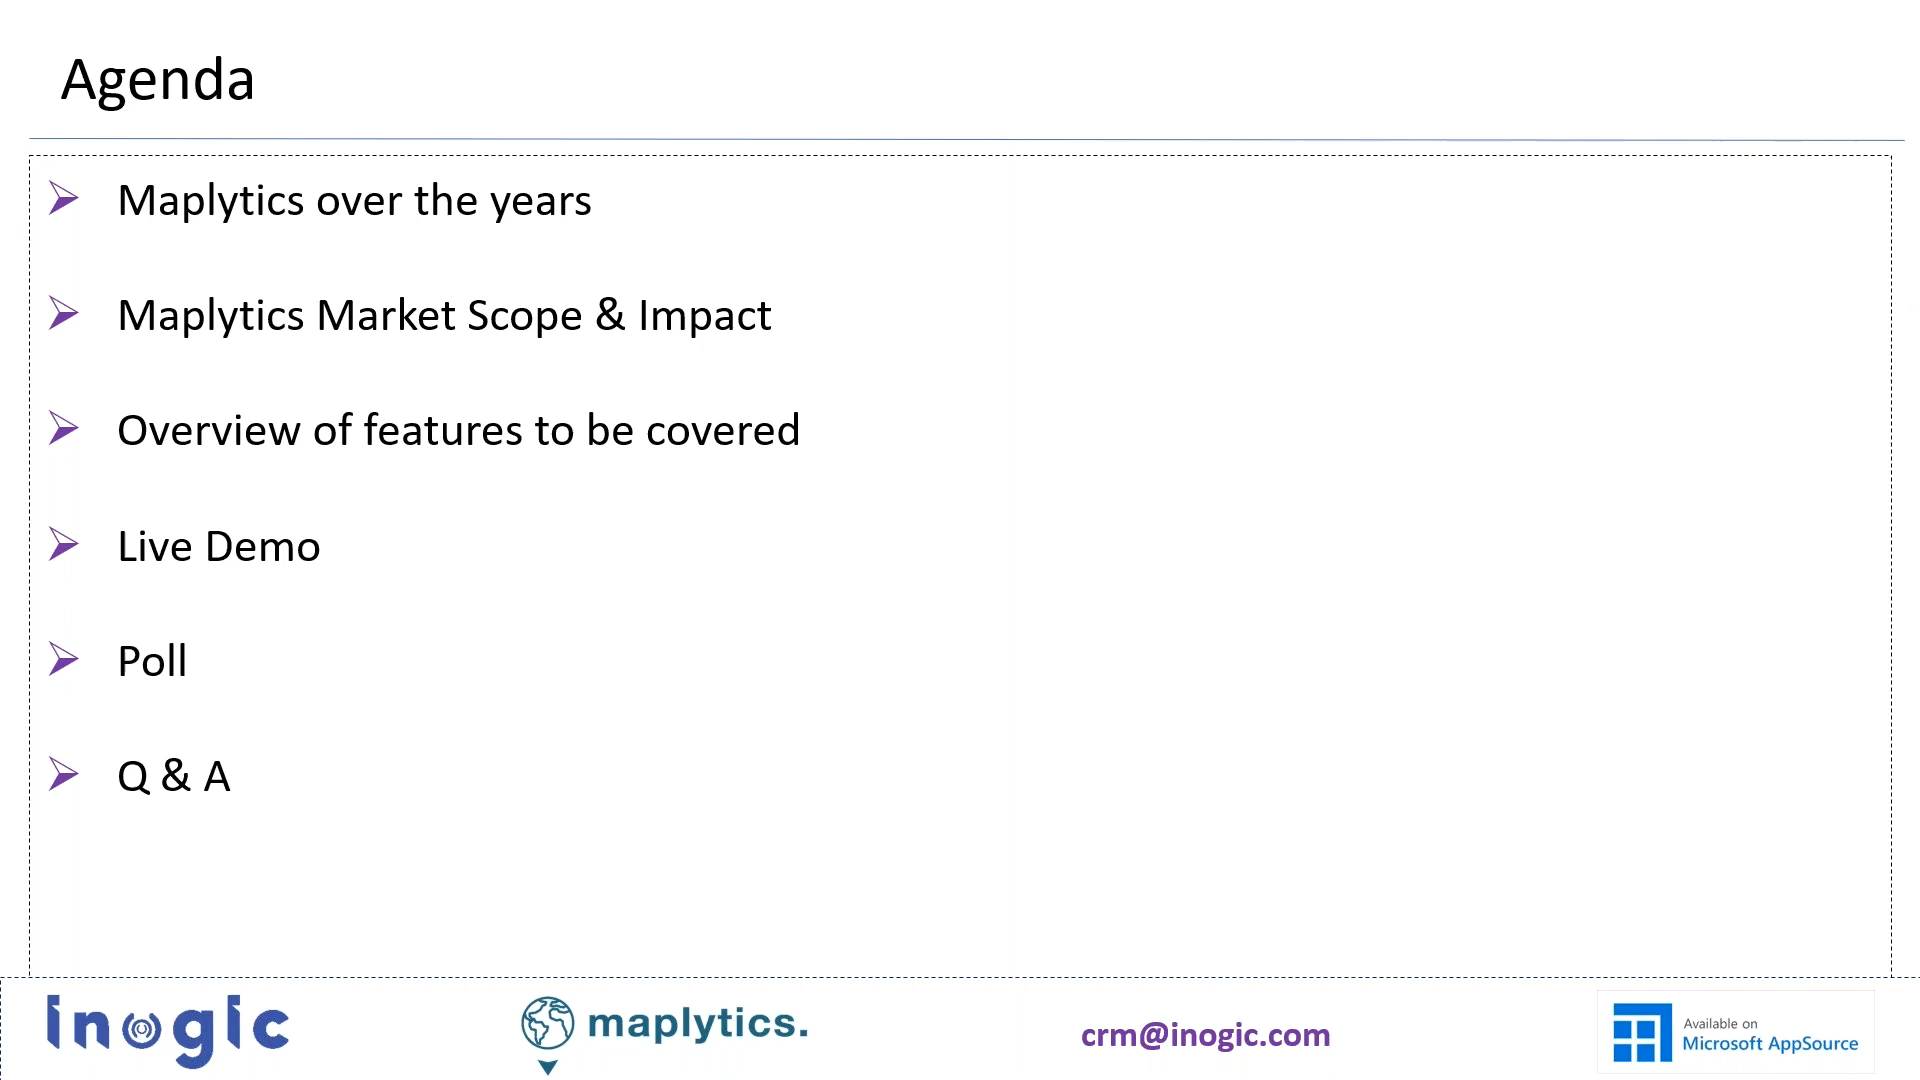 Agenda
Maplytics over the years
Maplytics Market Scope & Impact
Overview of features to be covered
Live Demo
Poll
Q & A
inogic
maplytics.
crm@inogic.com
Available on
Microsoft AppSource